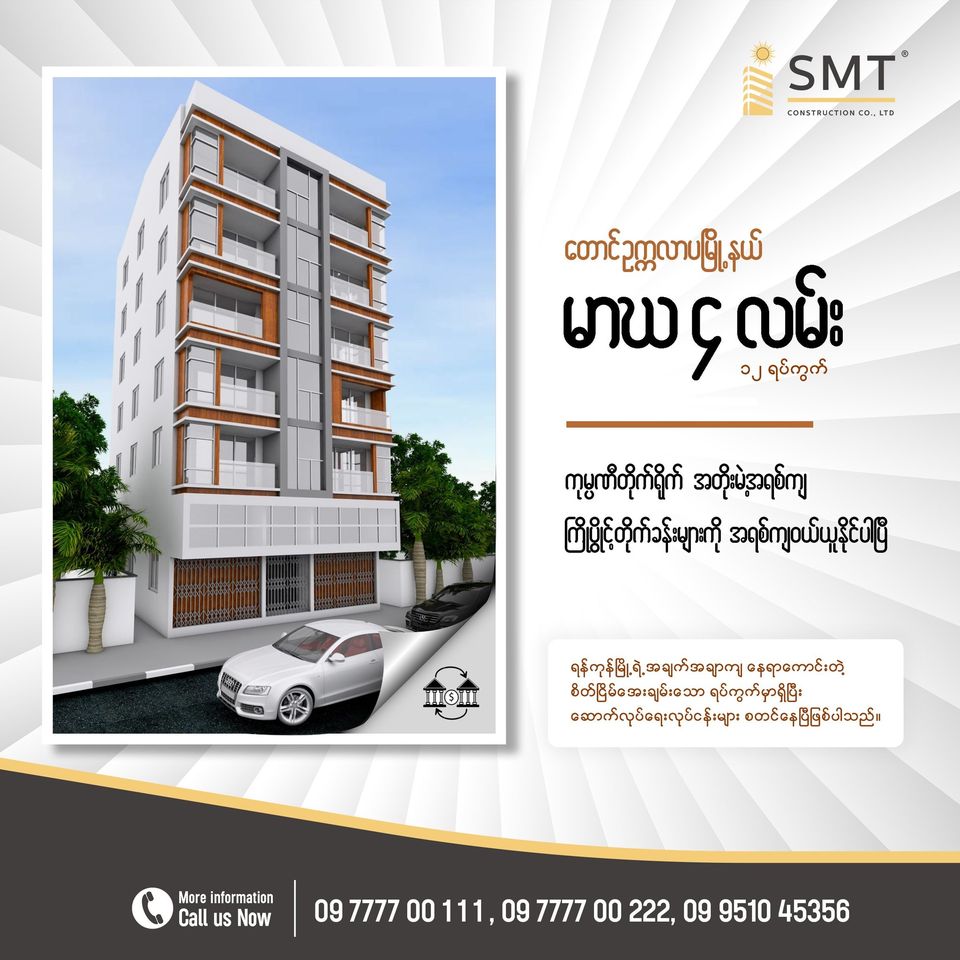 SMT®
CONSTRUCTION CO., LTD
တောင်ဥက္ကလာပမြို့နယ်
မာဃ ၄ လမ်း
၁၂ ရပ်ကွက်
ကုမ္ပဏီတိုက်ရိုက် အတိုးမဲ့အရစ်ကျ
ကြိုပွိုင့်တိုက်ခန်းများကို အရစ်ကျဝယ်ယူနိုင်ပါပြီ
ရန်ကုန်မြို့ရဲ့အချက်အချာကျ နေရာကောင်းတဲ့
စိတ်ငြိမ်အေးချမ်းသော ရပ်ကွက်မှာရှိပြီး
ဆောက်လုပ်ရေးလုပ်ငန်းများ စတင်နေပြီဖြစ်ပါသည်။
More information
Call us Now
09 7777 00 111 , 09 7777 00 222, 09 9510 45356